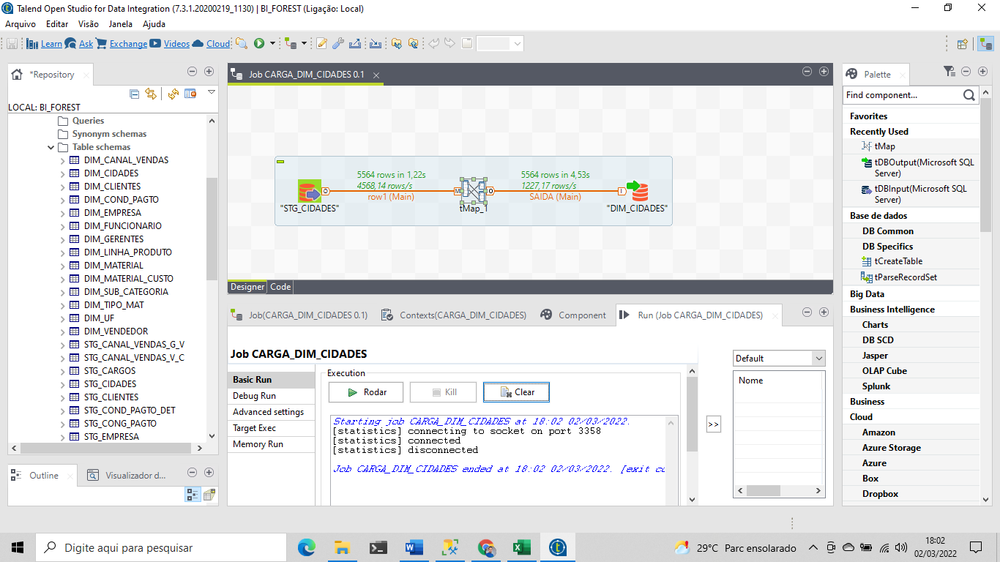 Talend Open Studio for Data Integration (7.3.1.20200219_1130) | BI_FOREST (Ligação: Local)
Arquivo Editar Visão Janela Ajuda
Learn Ask Exchange Videos Cloud
*Repository
LOCAL: BI_FOREST
Queries
Synonym schemas
Table schemas
DIM_CANAL_VENDAS
DIM_CIDADES
DIM_CLIENTES
DIM_COND_PAGTO
DIM_EMPRESA
DIM_FUNCIONARIO
DIM_GERENTES
DIM_LINHA_PRODUTO
DIM_MATERIAL
DIM_MATERIAL_CUSTO
DIM_SUB_CATEGORIA
DIM_TIPO_MAT
DIM_UF
DIM_VENDEDOR
STG_CANAL_VENDAS_G_V
STG_CANAL_VENDAS_V_C
STG_CARGOS
STG_CIDADES
STG_CLIENTES
STG_COND_PAGTO_DET
STG_CONG_PAGTO
STG_EMPRESA
Outline
Visualizador d...
Job CARGA_DIM_CIDADES 0.1
5564 rows in 1,22s
4568,14 rows/s
row1 (Main)
5564 rows in 4,53s
1227,17 rows/s
SAIDA (Main)
"STG_CIDADES"
tMap_1
"DIM_CIDADES"
O
M
O
I
Designer Code
Job(CARGA_DIM_CIDADES 0.1)
Contexts(CARGA_DIM_CIDADES)
Component
Run (Job CARGA_DIM_CIDADES)
Job CARGA_DIM_CIDADES
Basic Run
Debug Run
Advanced settings
Target Exec
Memory Run
Execution
Rodar
Kill
Clear
Starting job CARGA_DIM_CIDADES at 18:02 02/03/2022.
[statistics] connecting to socket on port 3358
[statistics] connected
[statistics] disconnected
Job CARGA_DIM_CIDADES ended at 18:02 02/03/2022. [exit co
>>
Default
Nome
Palette
Find component...
Favorites
Recently Used
tMap
tDBOutput(Microsoft SQL
Server)
tDBInput(Microsoft SQL
Server)
Base de dados
DB Common
DB Specifics
tCreateTable
tParseRecordSet
Big Data
Business Intelligence
Charts
DB SCD
Jasper
OLAP Cube
Splunk
Business
Cloud
Amazon
Azure Storage
Azure
Box
Dropbox
Digite aqui para pesquisar
29°C Parc ensolarado
18:02
02/03/2022